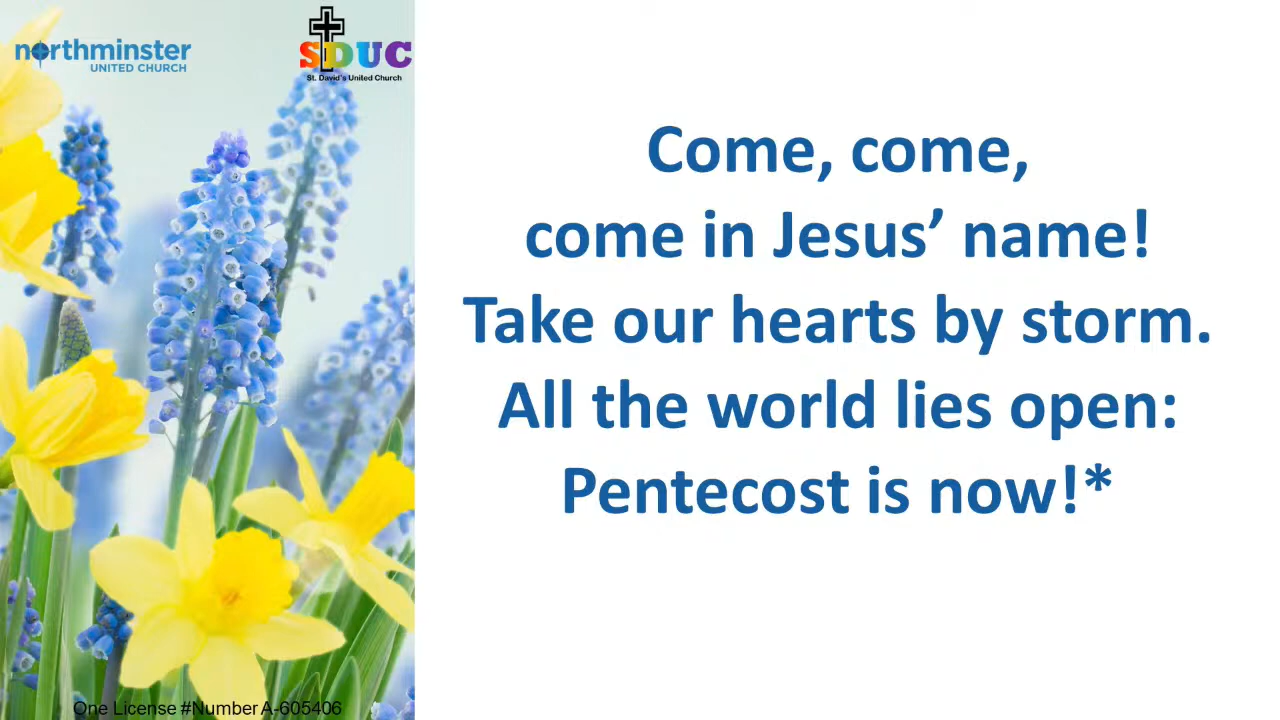 northminster
UNITED CHURCH
SDUC
St. David's United Church
Come, come,
come in Jesus’ name!
Take our hearts by storm.
All the world lies open:
Pentecost is now!*
One License #Number A-605406